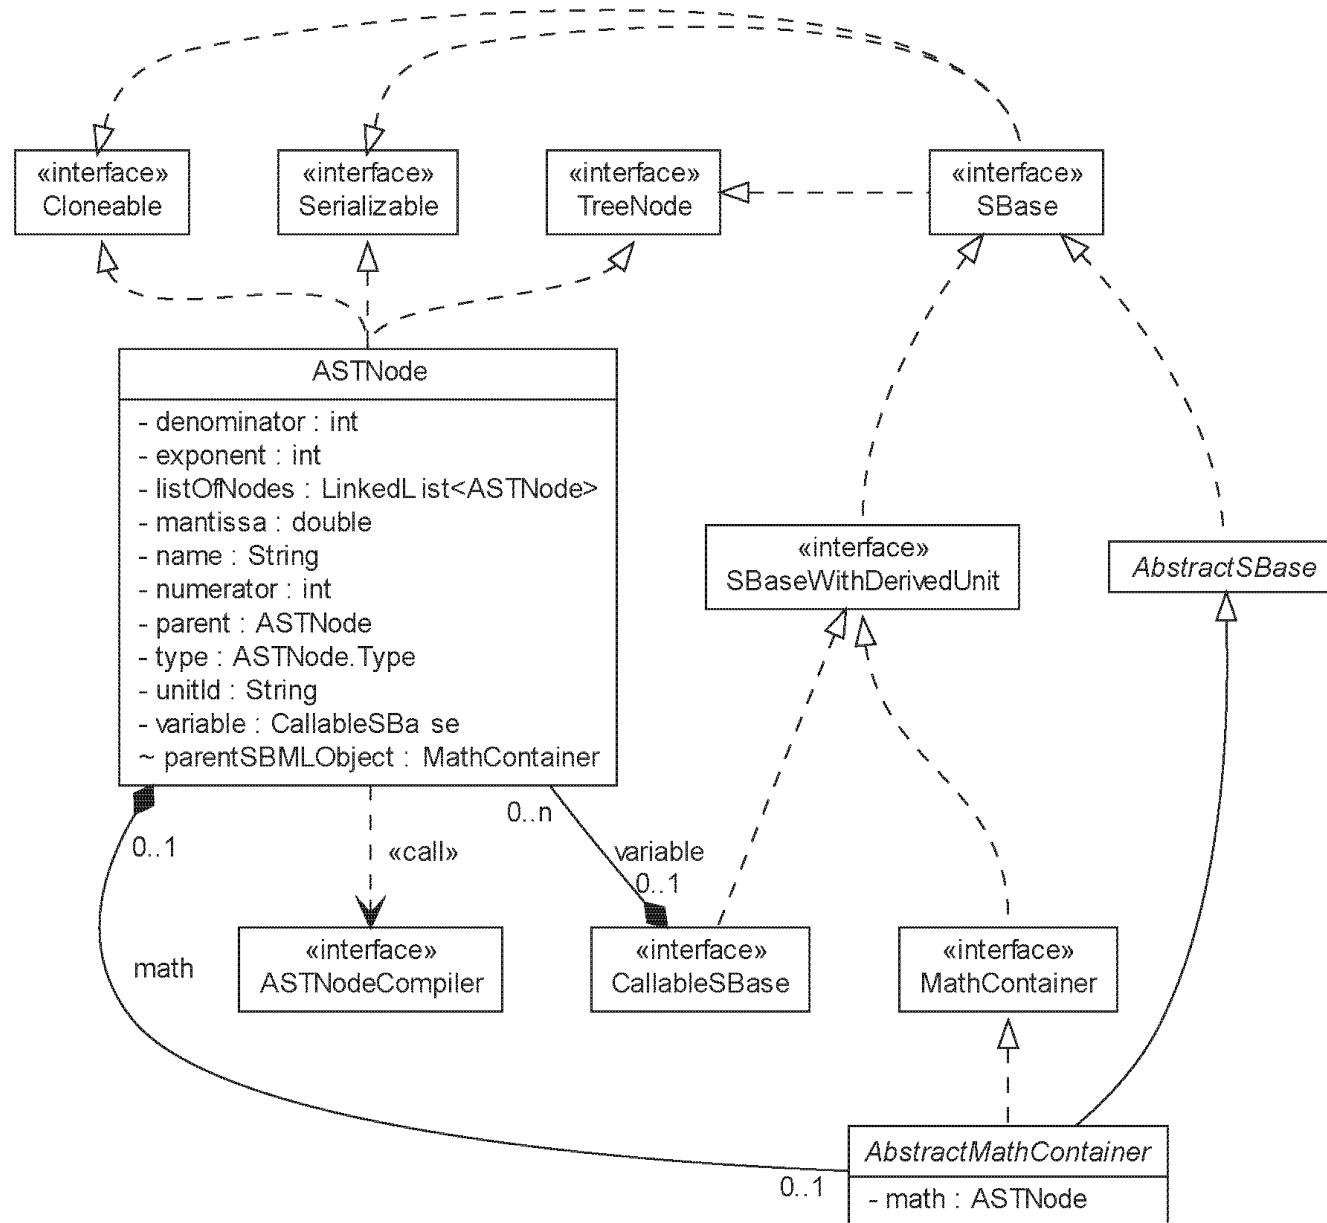 «interface»
Cloneable
«interface»
Serializable
«interface»
TreeNode
«interface»
SBase
ASTNode
- denominator : int
- exponent : int
- listOfNodes : LinkedList<ASTNode>
- mantissa : double
- name : String
- numerator : int
- parent : ASTNode
- type : ASTNode.Type
- unitId : String
- variable : CallableSBa se
~ parentSBMLObject : MathContainer
«interface»
SBaseWithDerivedUnit
AbstractSBase
0..1
«call»
0..n
variable
0..1
math
«interface»
ASTNodeCompiler
«interface»
CallableSBase
«interface»
MathContainer
AbstractMathContainer
- math : ASTNode
0..1